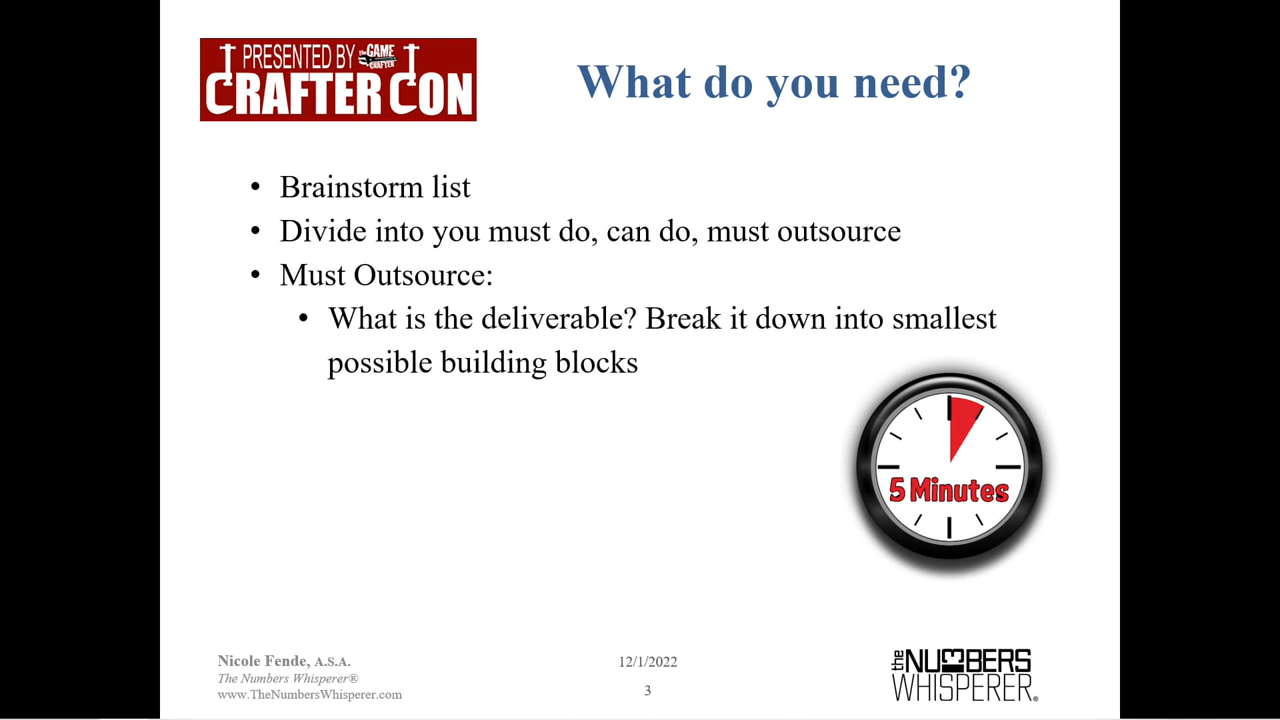 PRESENTED BY the GAME CRAFTER
CRAFTER CON
What do you need?
• Brainstorm list
• Divide into you must do, can do, must outsource
• Must Outsource:
• What is the deliverable? Break it down into smallest
possible building blocks
5 Minutes
Nicole Fende, A.S.A.
The Numbers Whisperer®
www.TheNumbersWhisperer.com
12/1/2022
3
the NUMBERS
WHISPERER®